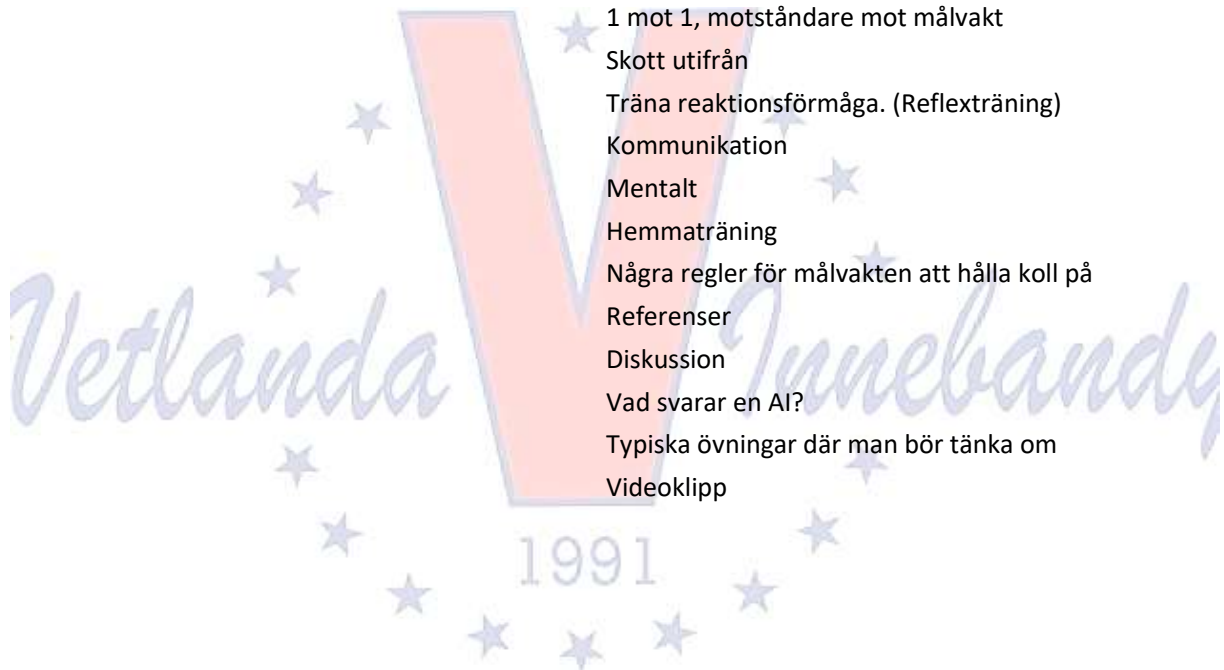 1 mot 1, motståndare mot målvakt
Skott utifrån
Träna reaktionsförmåga. (Reflexträning)
Kommunikation
Mentalt
Hemmaträning
Några regler för målvakten att hålla koll på
Referenser
Diskussion
Vad svarar en AI?
Typiska övningar där man bör tänka om
Videoklipp
V
Vetlanda Innebandy
1991